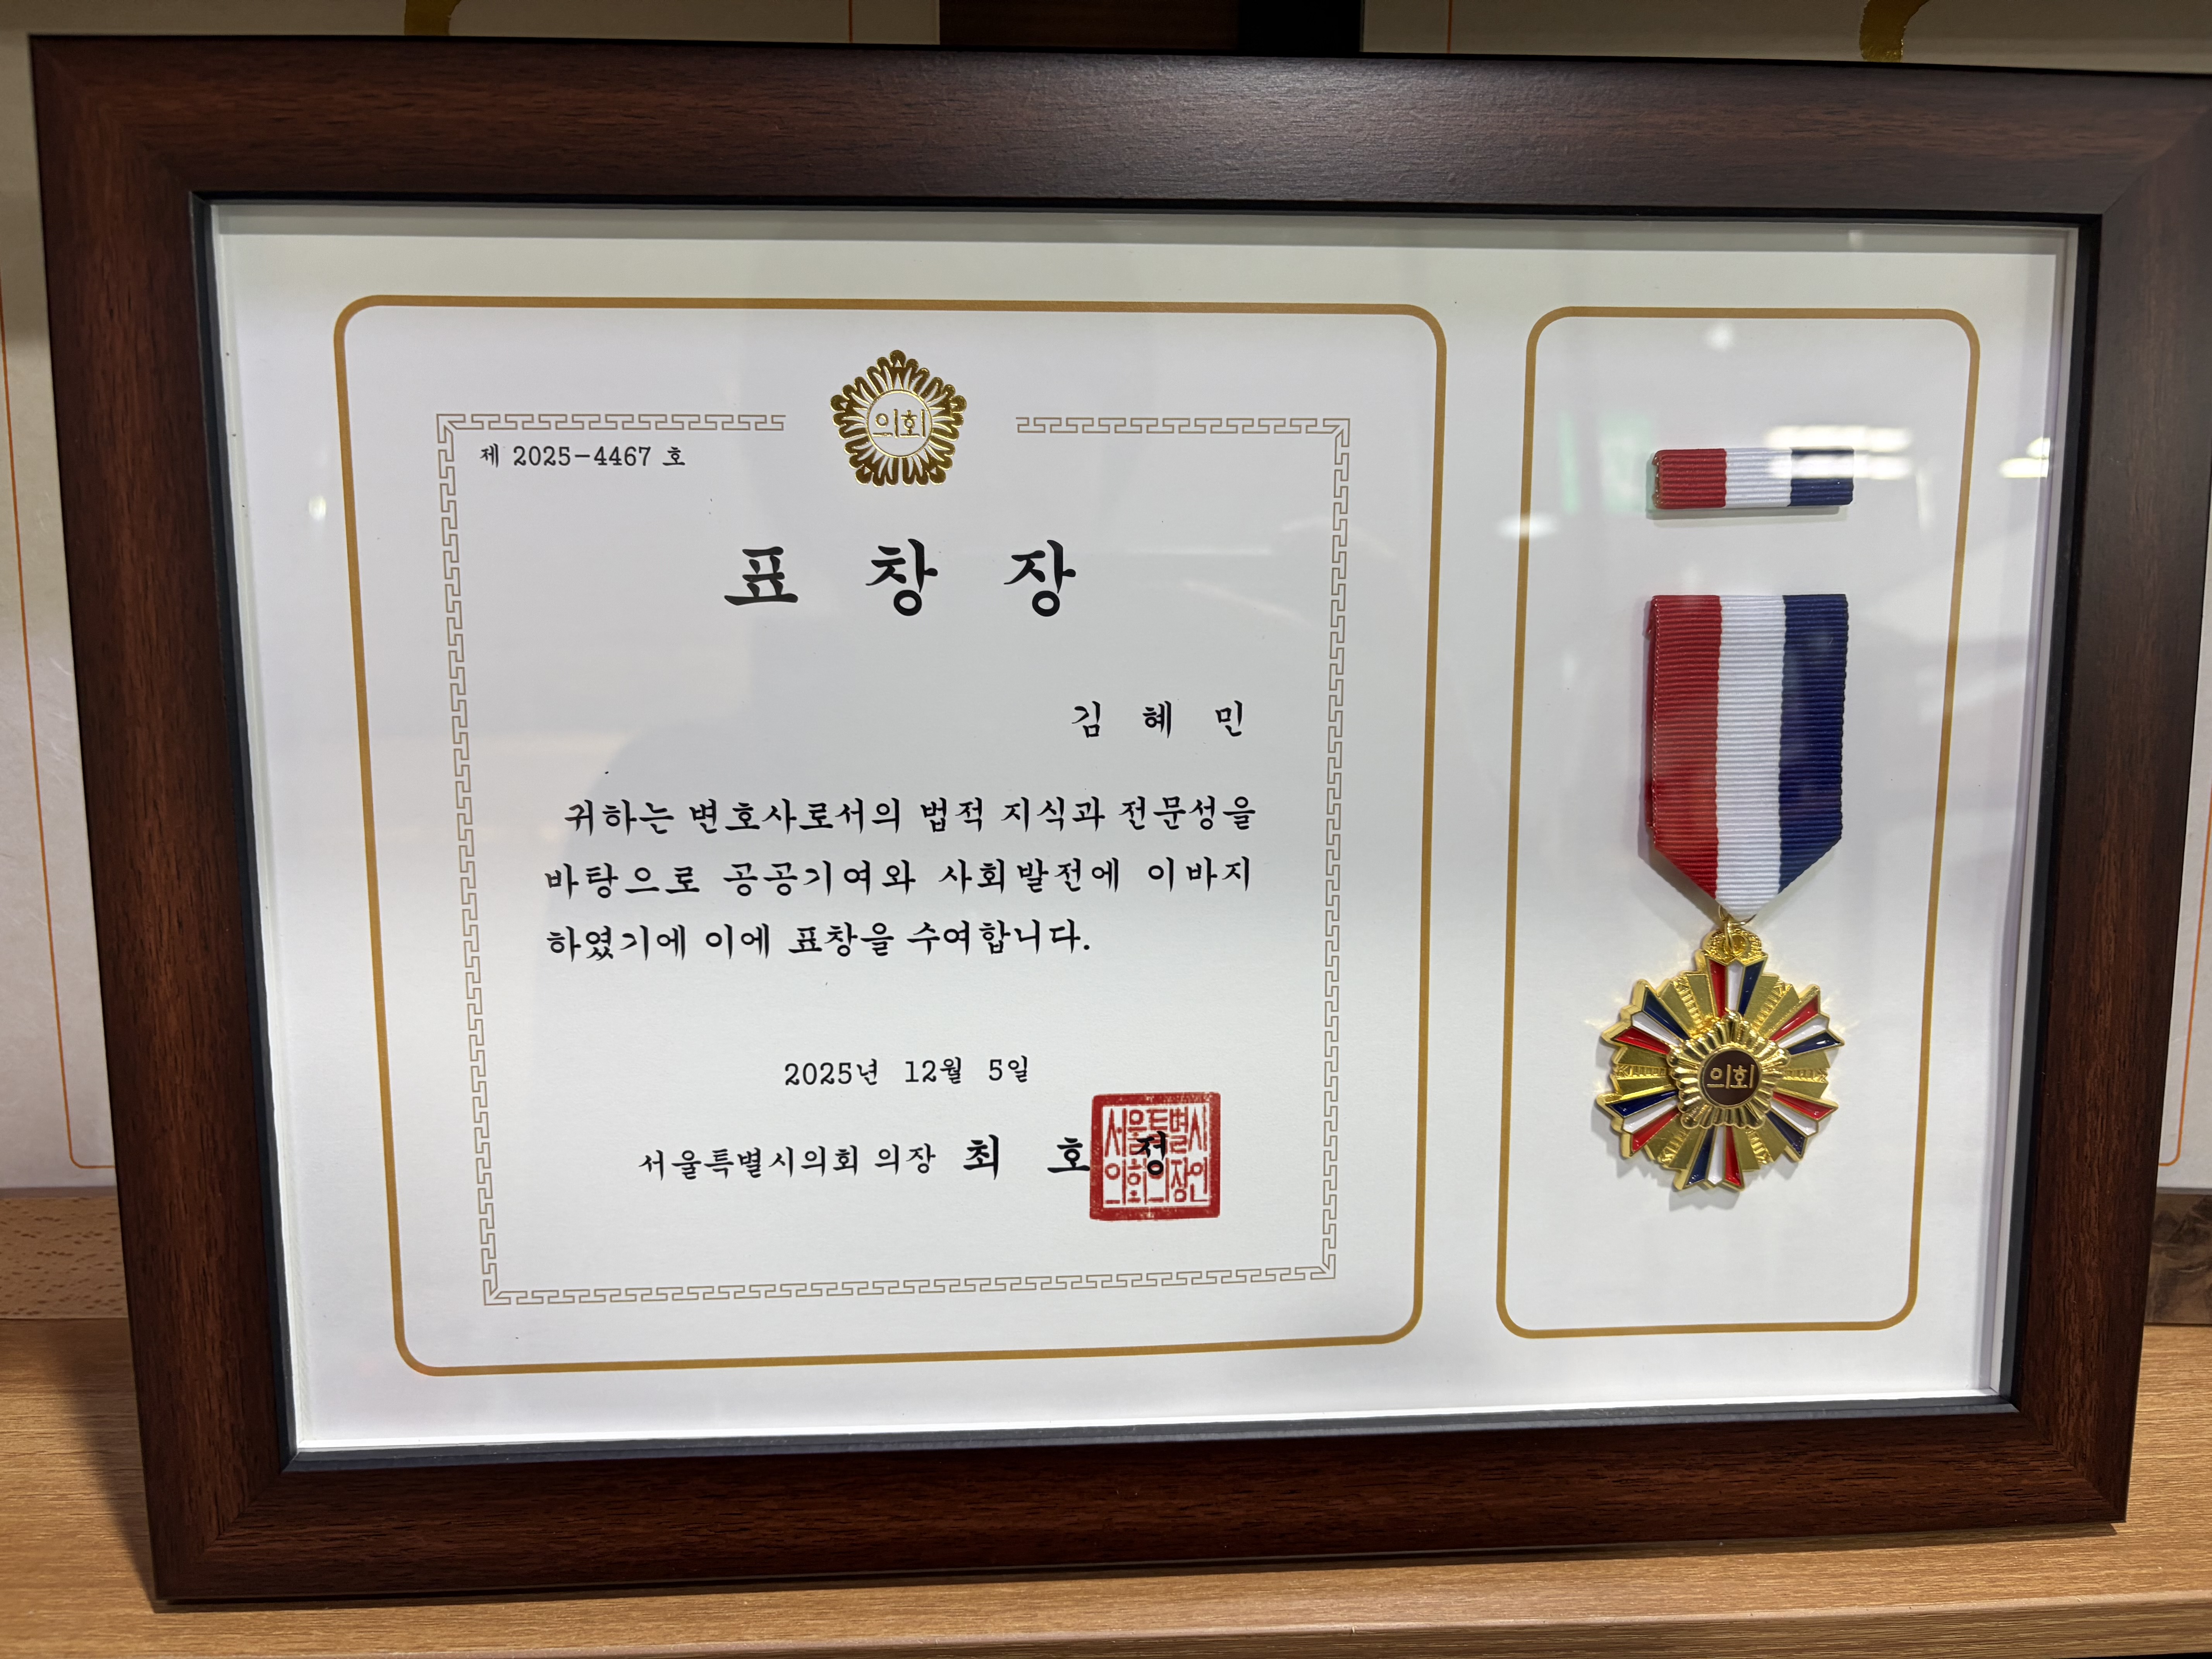 의회
제 2025-4467 호
표 창 장
김 혜 민
귀하는 변호사로서의 법적 지식과 전문성을
바탕으로 공공기여와 사회발전에 이바지
하였기에 이에 표창을 수여합니다.
2025년 12월 5일
서울특별시의회 의장 최 호 정
서울특별시
의회의장인
의회